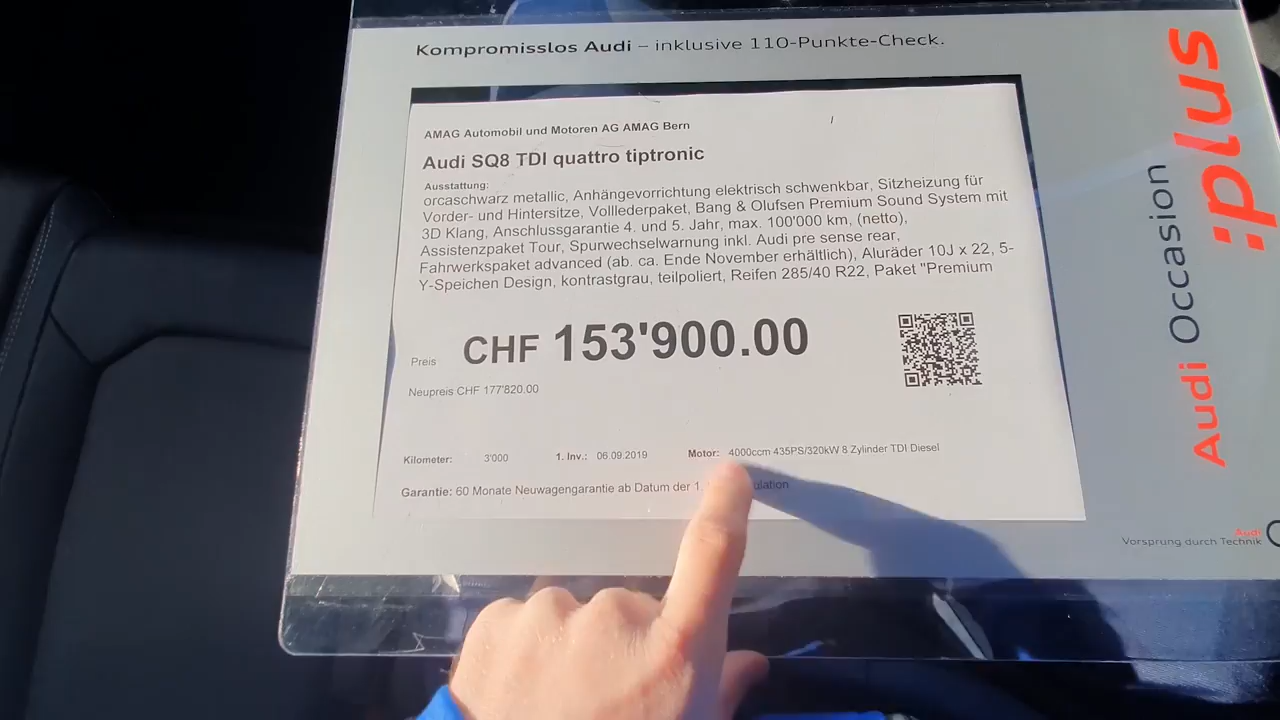 Kompromisslos Audi – inklusive 110-Punkte-Check.
AMAG Automobil und Motoren AG AMAG Bern
Audi SQ8 TDI quattro tiptronic
Ausstattung:
orcaschwarz metallic, Anhängevorrichtung elektrisch schwenkbar, Sitzheizung für
Vorder- und Hintersitze, Volllederpaket, Bang & Olufsen Premium Sound System mit
3D Klang, Anschlussgarantie 4. und 5. Jahr, max. 100'000 km, (netto),
Assistenzpaket Tour, Spurwechselwarnung inkl. Audi pre sense rear,
Fahrwerkspaket advanced (ab. ca. Ende November erhältlich), Aluräder 10J x 22, 5-
Y-Speichen Design, kontrastgrau, teilpoliert, Reifen 285/40 R22, Paket "Premium
Preis CHF 153'900.00
Neupreis CHF 177'820.00
Kilometer: 3'000 1. Inv.: 06.09.2019 Motor: 4000ccm 435PS/320kW 8 Zylinder TDI Diesel
Garantie: 60 Monate Neuwagengarantie ab Datum der 1.
Audi Occasion :plus
Audi
Vorsprung durch Technik